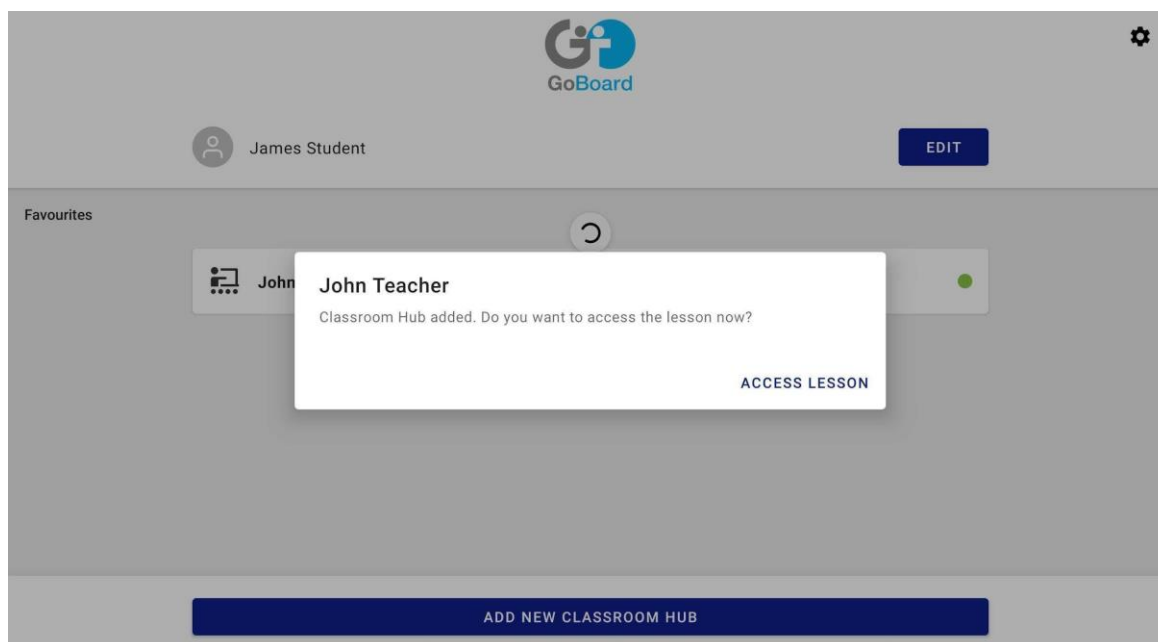 GoBoard
James Student
EDIT
Favourites
John
John Teacher
Classroom Hub added. Do you want to access the lesson now?
ACCESS LESSON
ADD NEW CLASSROOM HUB